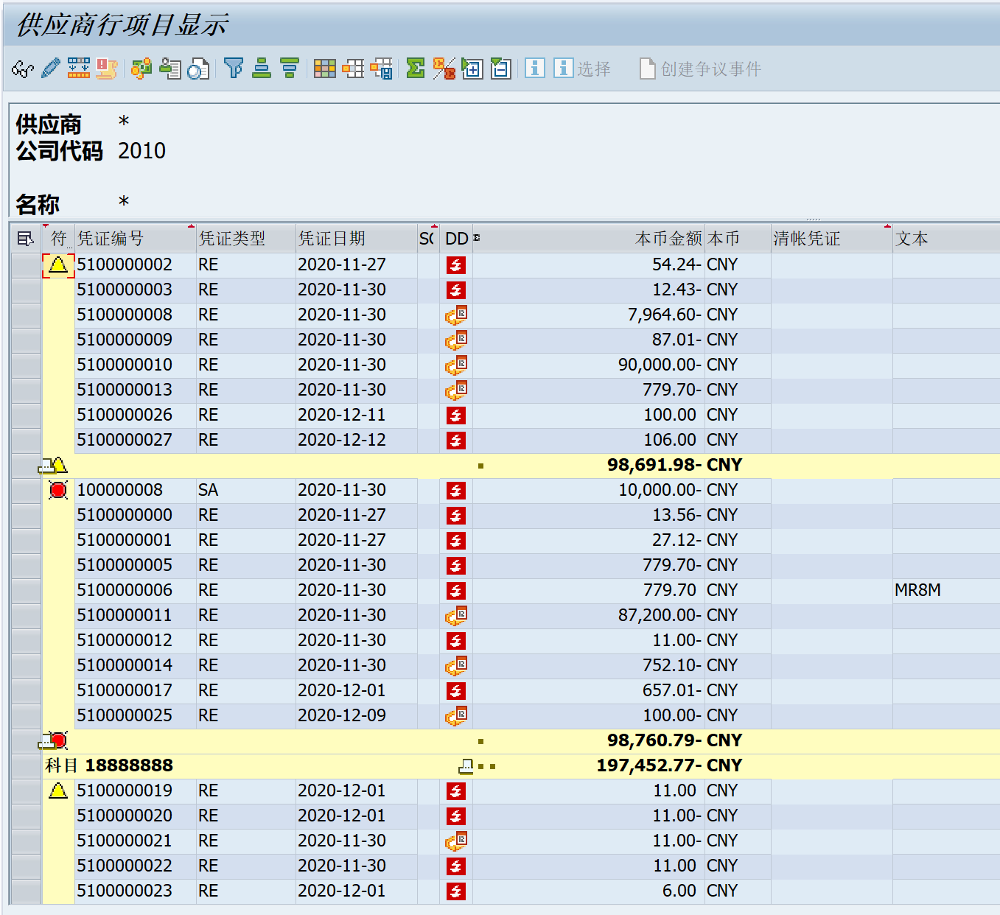 供应商行项目显示
选择 创建争议事件
供应商 *
公司代码 2010
名称 *
符 凭证编号 凭证类型 凭证日期 SC DD 本币金额 本币 清帐凭证 文本
5100000002 RE 2020-11-27 54.24- CNY
5100000003 RE 2020-11-30 12.43- CNY
5100000008 RE 2020-11-30 7,964.60- CNY
5100000009 RE 2020-11-30 87.01- CNY
5100000010 RE 2020-11-30 90,000.00- CNY
5100000013 RE 2020-11-30 779.70- CNY
5100000026 RE 2020-12-11 100.00 CNY
5100000027 RE 2020-12-12 106.00 CNY
98,691.98- CNY
100000008 SA 2020-11-30 10,000.00- CNY
5100000000 RE 2020-11-27 13.56- CNY
5100000001 RE 2020-11-27 27.12- CNY
5100000005 RE 2020-11-30 779.70- CNY
5100000006 RE 2020-11-30 779.70 CNY MR8M
5100000011 RE 2020-11-30 87,200.00- CNY
5100000012 RE 2020-11-30 11.00- CNY
5100000014 RE 2020-11-30 752.10- CNY
5100000017 RE 2020-12-01 657.01- CNY
5100000025 RE 2020-12-09 100.00- CNY
98,760.79- CNY
科目 18888888 197,452.77- CNY
5100000019 RE 2020-12-01 11.00 CNY
5100000020 RE 2020-12-01 11.00- CNY
5100000021 RE 2020-11-30 11.00- CNY
5100000022 RE 2020-11-30 11.00 CNY
5100000023 RE 2020-12-01 6.00 CNY